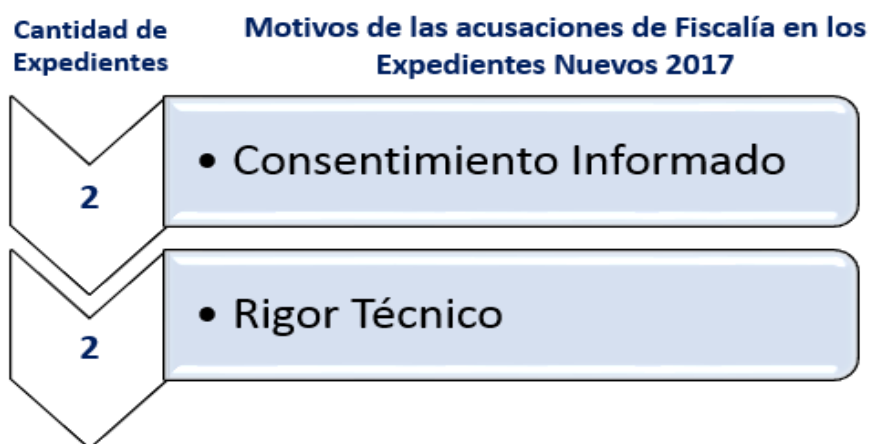 Cantidad de
Expedientes
Motivos de las acusaciones de Fiscalía en los
Expedientes Nuevos 2017
2
• Consentimiento Informado
2
• Rigor Técnico